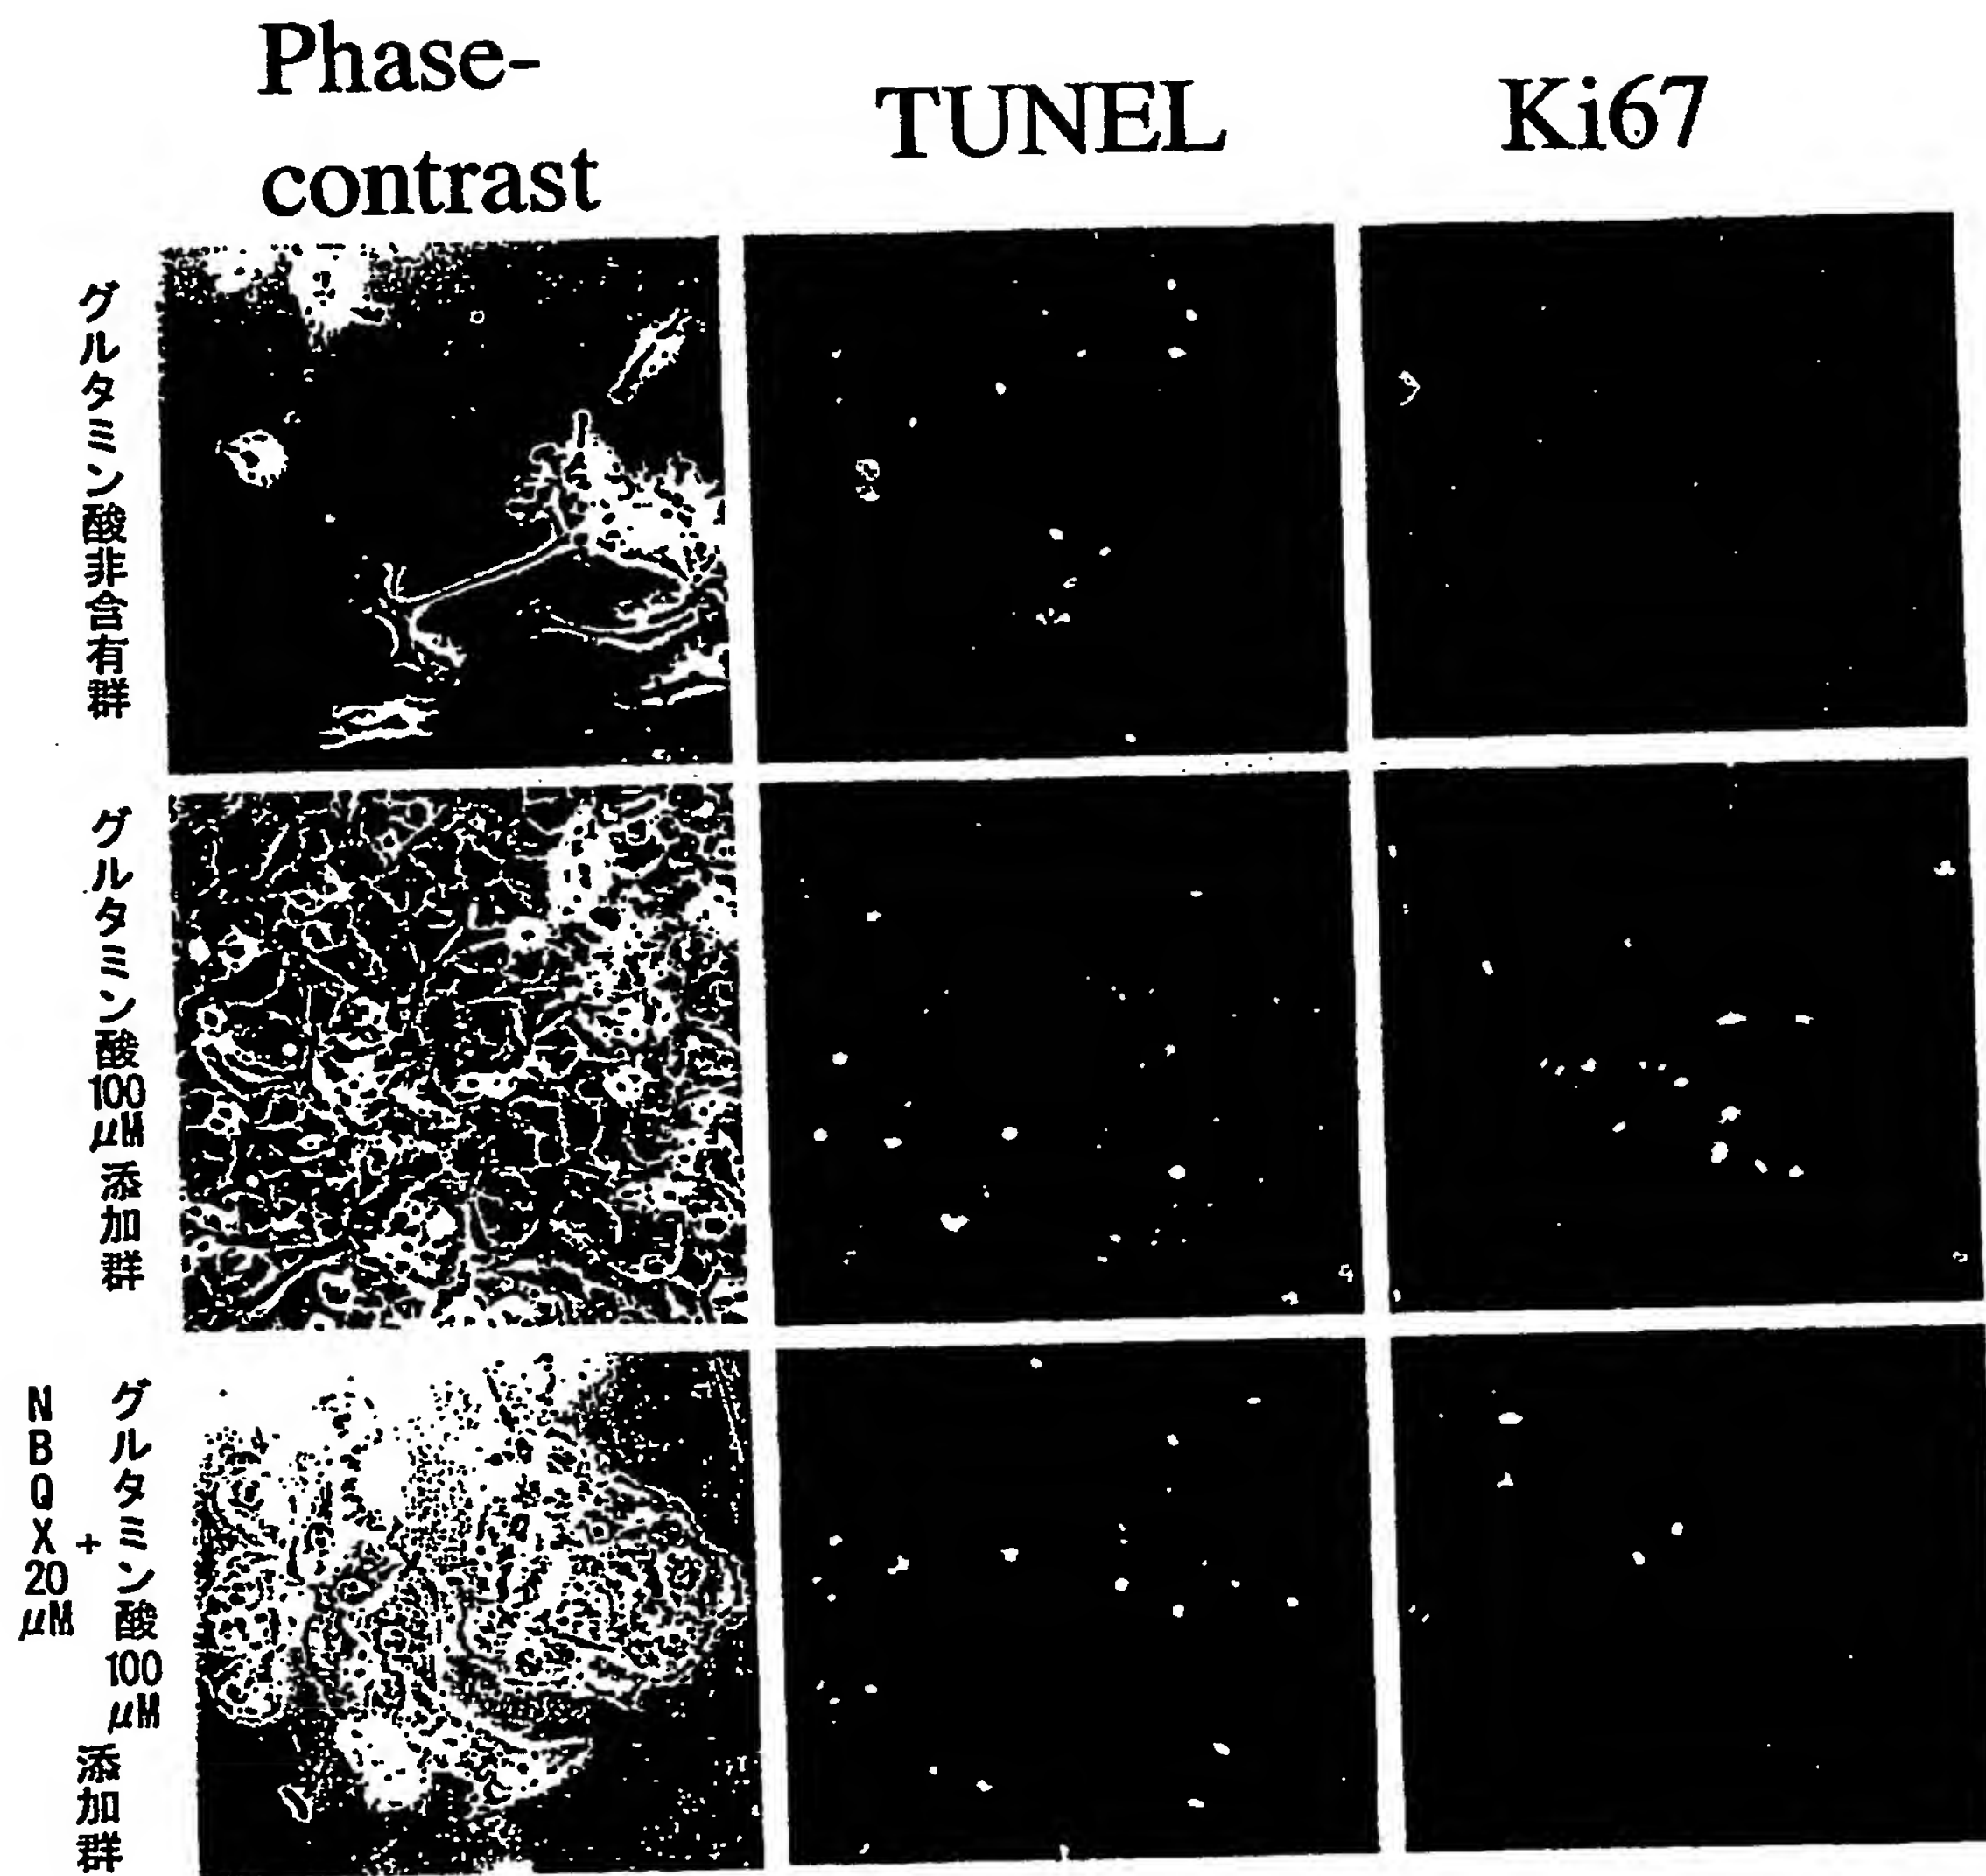 Phase-
contrast
TUNEL
Ki67
グルタミン酸非含有群
グルタミン酸100μM添加群
グルタミン酸100μM添加群
+
NBQX20μM